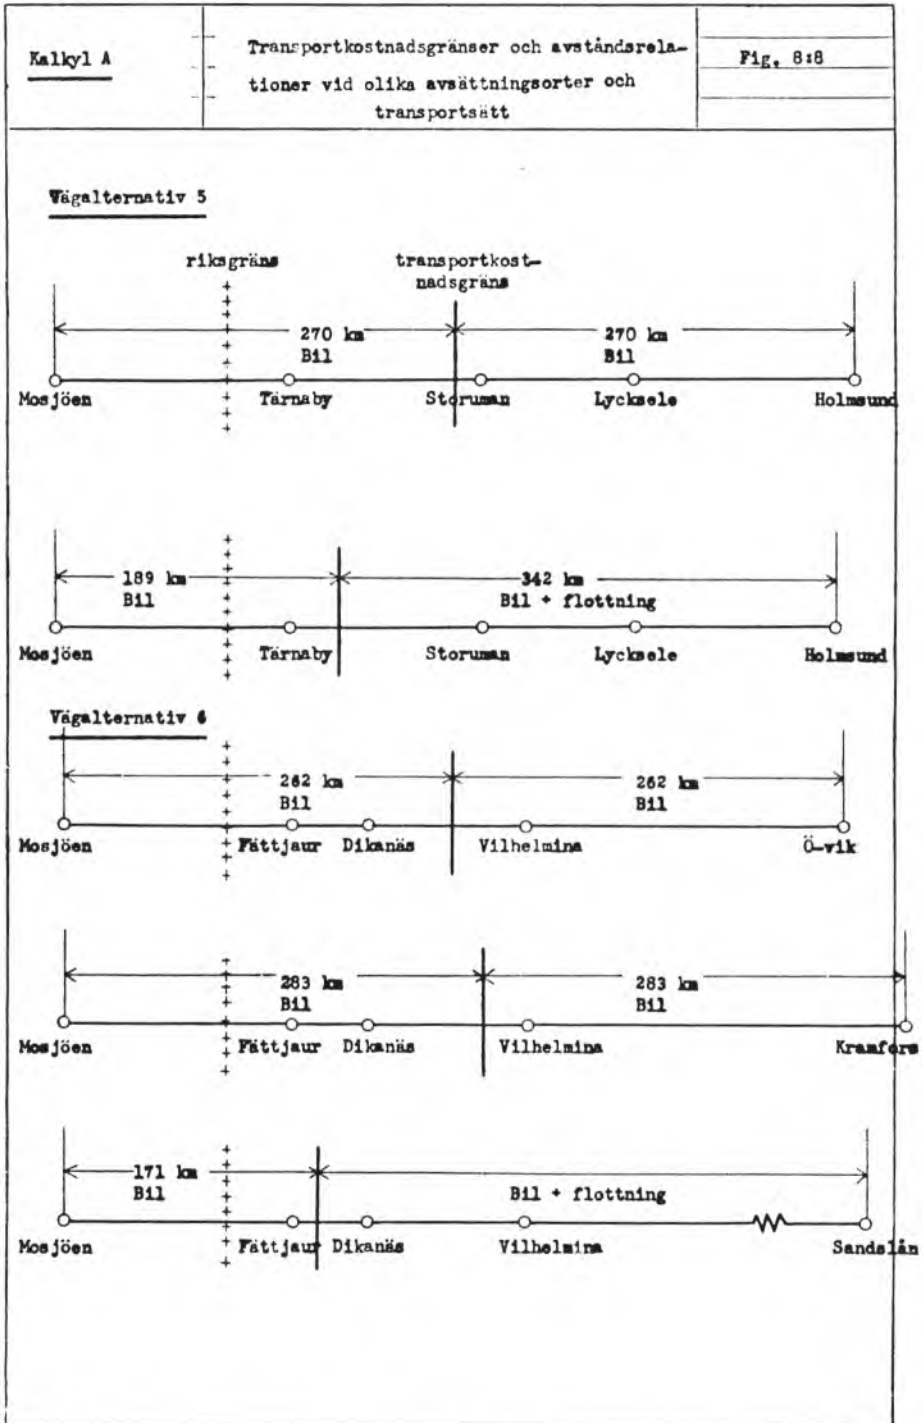 Kalkyl A
Transportkostnadsgränser och avståndsrela-
tioner vid olika avsättningsorter och
transportsätt
Fig. 8:8
Vägalternativ 5
riksgräns
transportkost-
nadsgräns
270 km
Bil
270 km
Bil
Mosjöen
Tärnaby
Storuman
Lycksele
Holmsund
189 km
Bil
342 km
Bil + flottning
Mosjöen
Tärnaby
Storuman
Lycksele
Holmsund
Vägalternativ 6
262 km
Bil
262 km
Bil
Mosjöen
Fättjaur
Dikanäs
Vilhelmina
Ö-vik
283 km
Bil
283 km
Bil
Mosjöen
Fättjaur
Dikanäs
Vilhelmina
Kramfors
171 km
Bil
Bil + flottning
Mosjöen
Fättjaur
Dikanäs
Vilhelmina
Sandslån